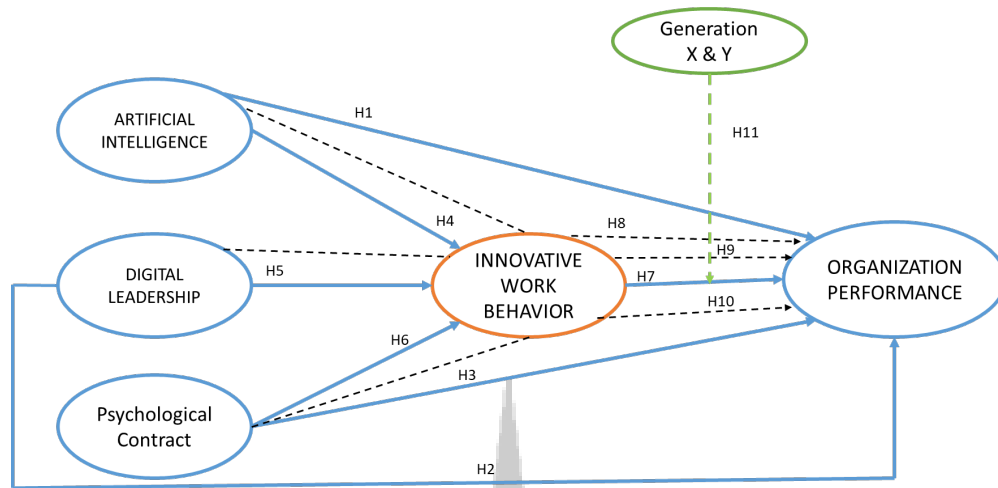 Generation
X & Y
H1
ARTIFICIAL
INTELLIGENCE
H11
H4
H8
H9
DIGITAL
LEADERSHIP
H5
INNOVATIVE
WORK
BEHAVIOR
H7
ORGANIZATION
PERFORMANCE
H10
H6
H3
Psychological
Contract
H2